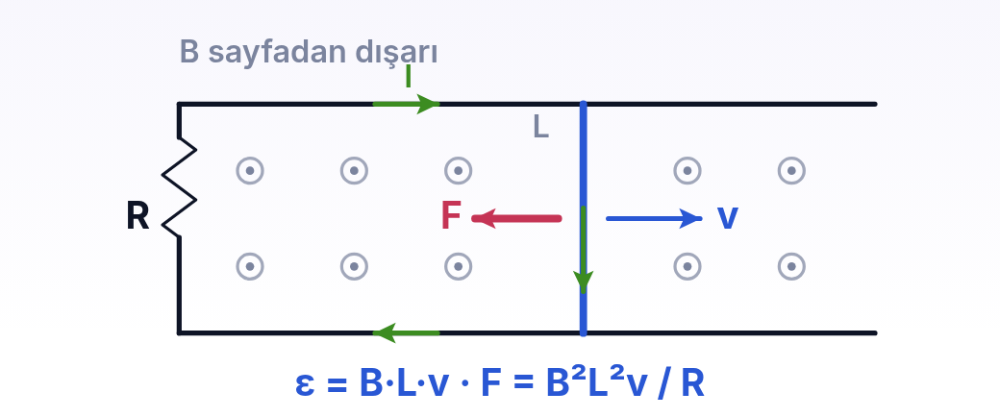 B sayfadan dışarı
I
L
R
F
v
ε = B·L·v · F = B²L²v / R